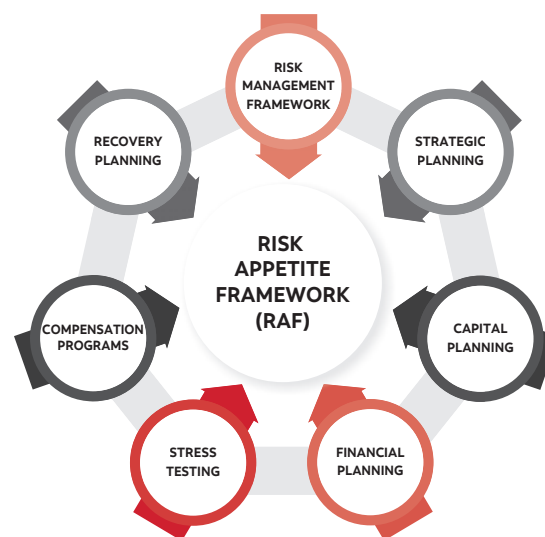 RISK
MANAGEMENT
FRAMEWORK
STRATEGIC
PLANNING
CAPITAL
PLANNING
FINANCIAL
PLANNING
STRESS
TESTING
COMPENSATION
PROGRAMS
RECOVERY
PLANNING
RISK
APPETITE
FRAMEWORK
(RAF)